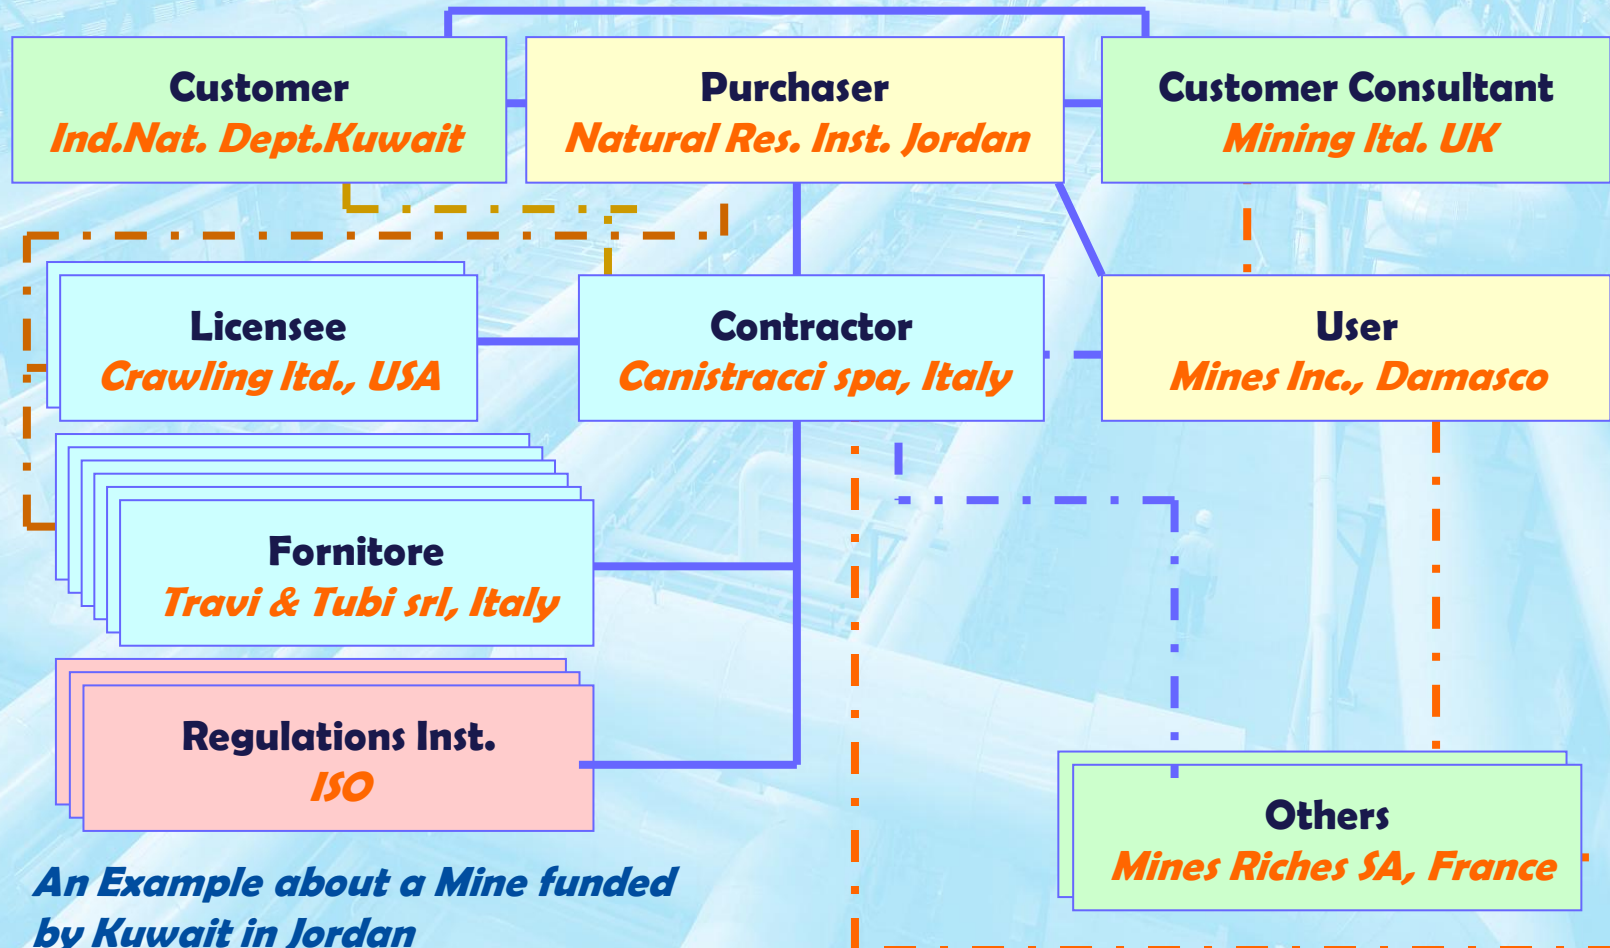 Customer
Ind.Nat. Dept.Kuwait
Purchaser
Natural Res. Inst. Jordan
Customer Consultant
Mining ltd. UK
Licensee
Crawling ltd., USA
Contractor
Canistracci spa, Italy
User
Mines Inc., Damasco
Fornitore
Travi & Tubi srl, Italy
Regulations Inst.
ISO
Others
Mines Riches SA, France
An Example about a Mine funded
by Kuwait in Jordan